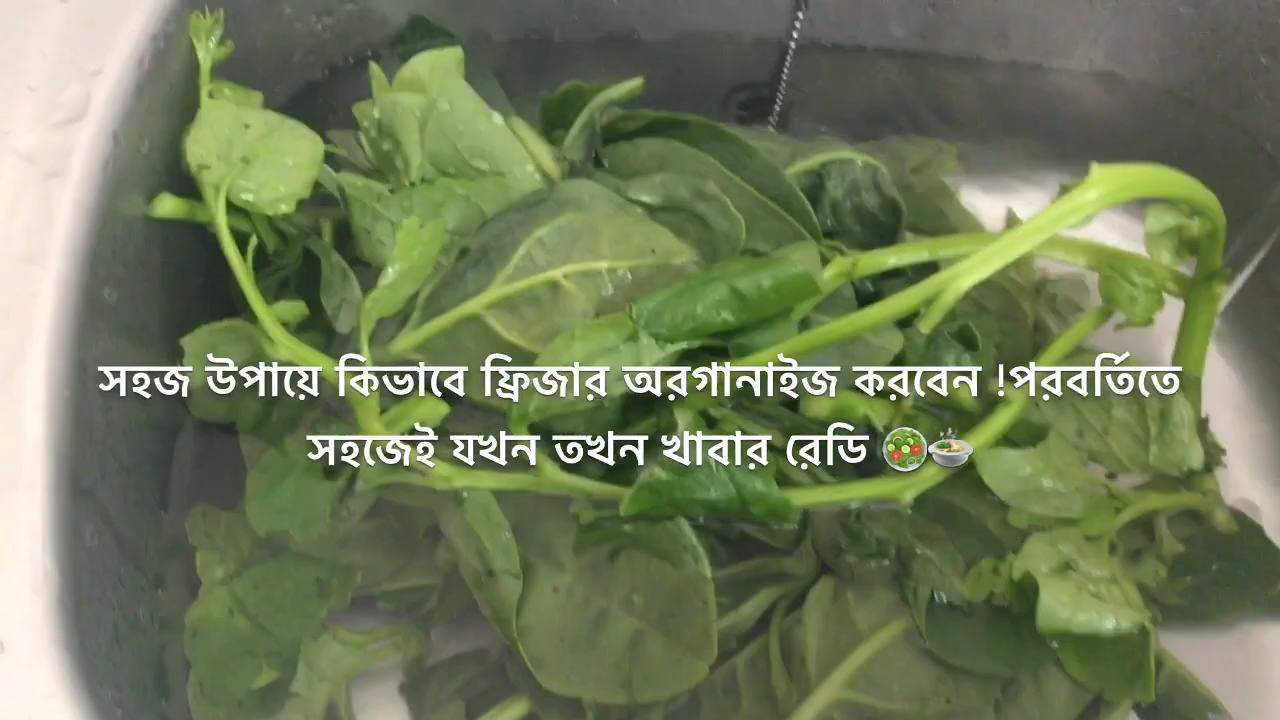 সহজ উপায়ে কিভাবে ফ্রিজার অরগানাইজ করবেন !পরবর্তিতে
সহজেই যখন তখন খাবার রেডি 🥗🍲